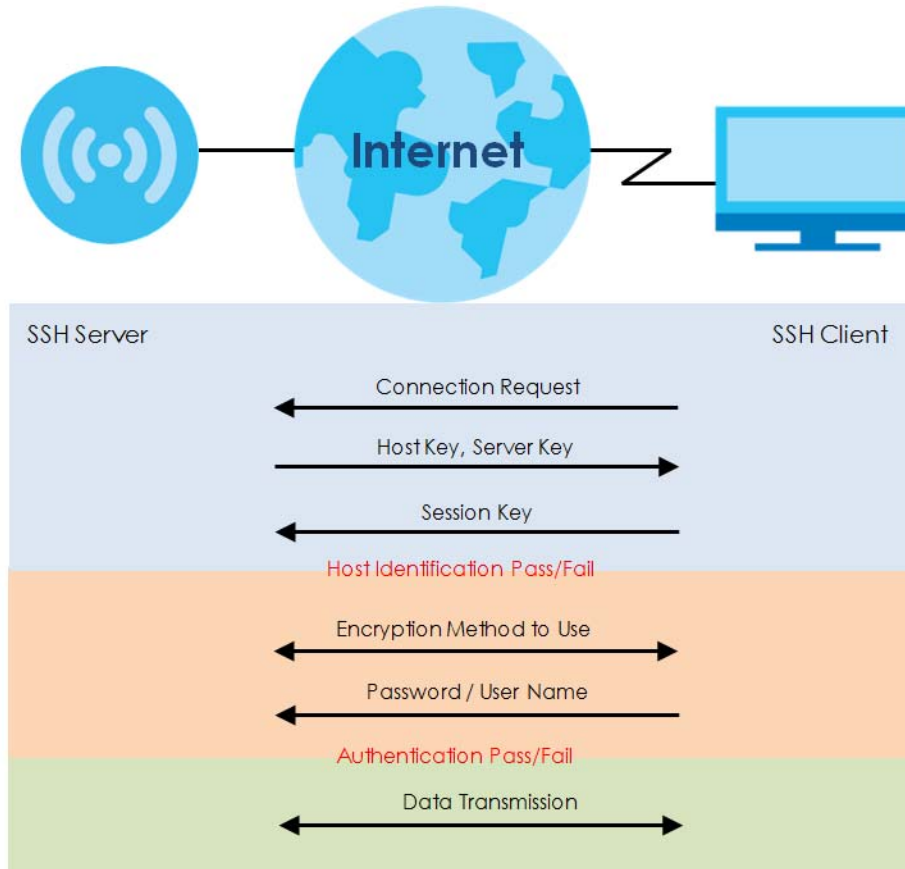 Internet
SSH Server
SSH Client
Connection Request
Host Key, Server Key
Session Key
Host Identification Pass/Fail
Encryption Method to Use
Password / User Name
Authentication Pass/Fail
Data Transmission